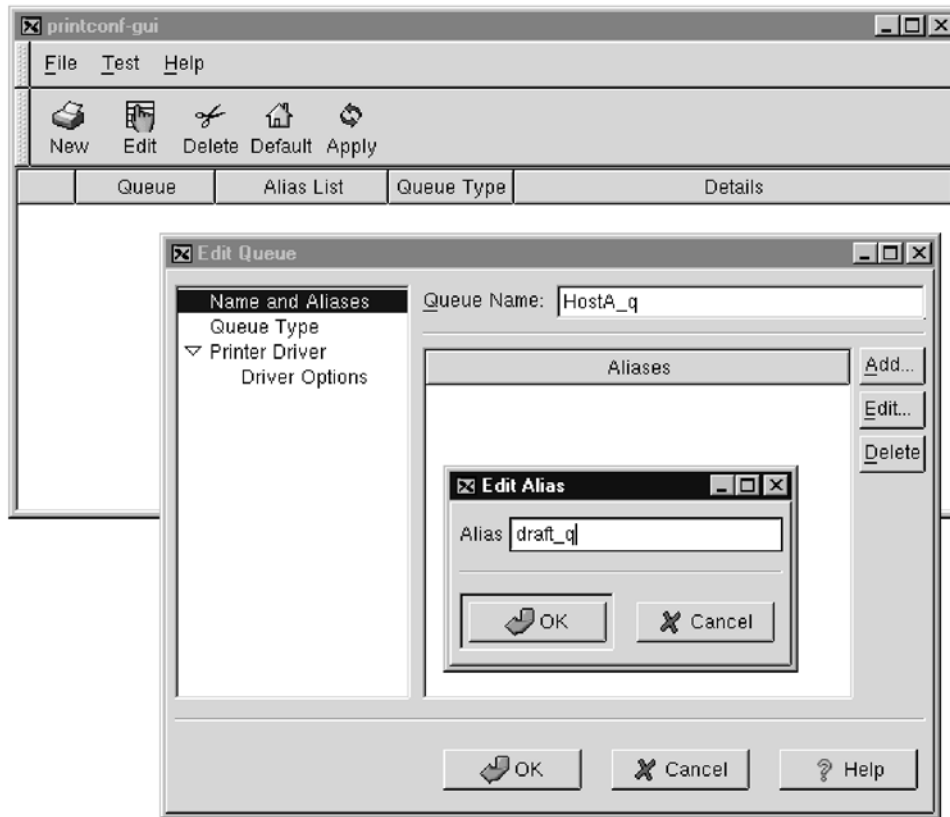 printconf-gui
File Test Help
New Edit Delete Default Apply
Queue Alias List Queue Type Details
Edit Queue
Name and Aliases
Queue Type
Printer Driver
Driver Options
Queue Name: HostA_q
Aliases
Add...
Edit...
Delete
Edit Alias
Alias draft_q
OK Cancel
OK Cancel Help